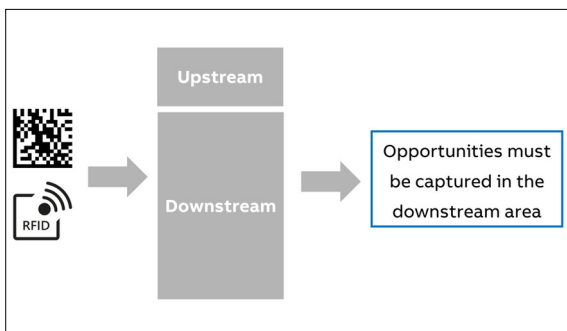 Upstream
Downstream
RFID
Opportunities must
be captured in the
downstream area